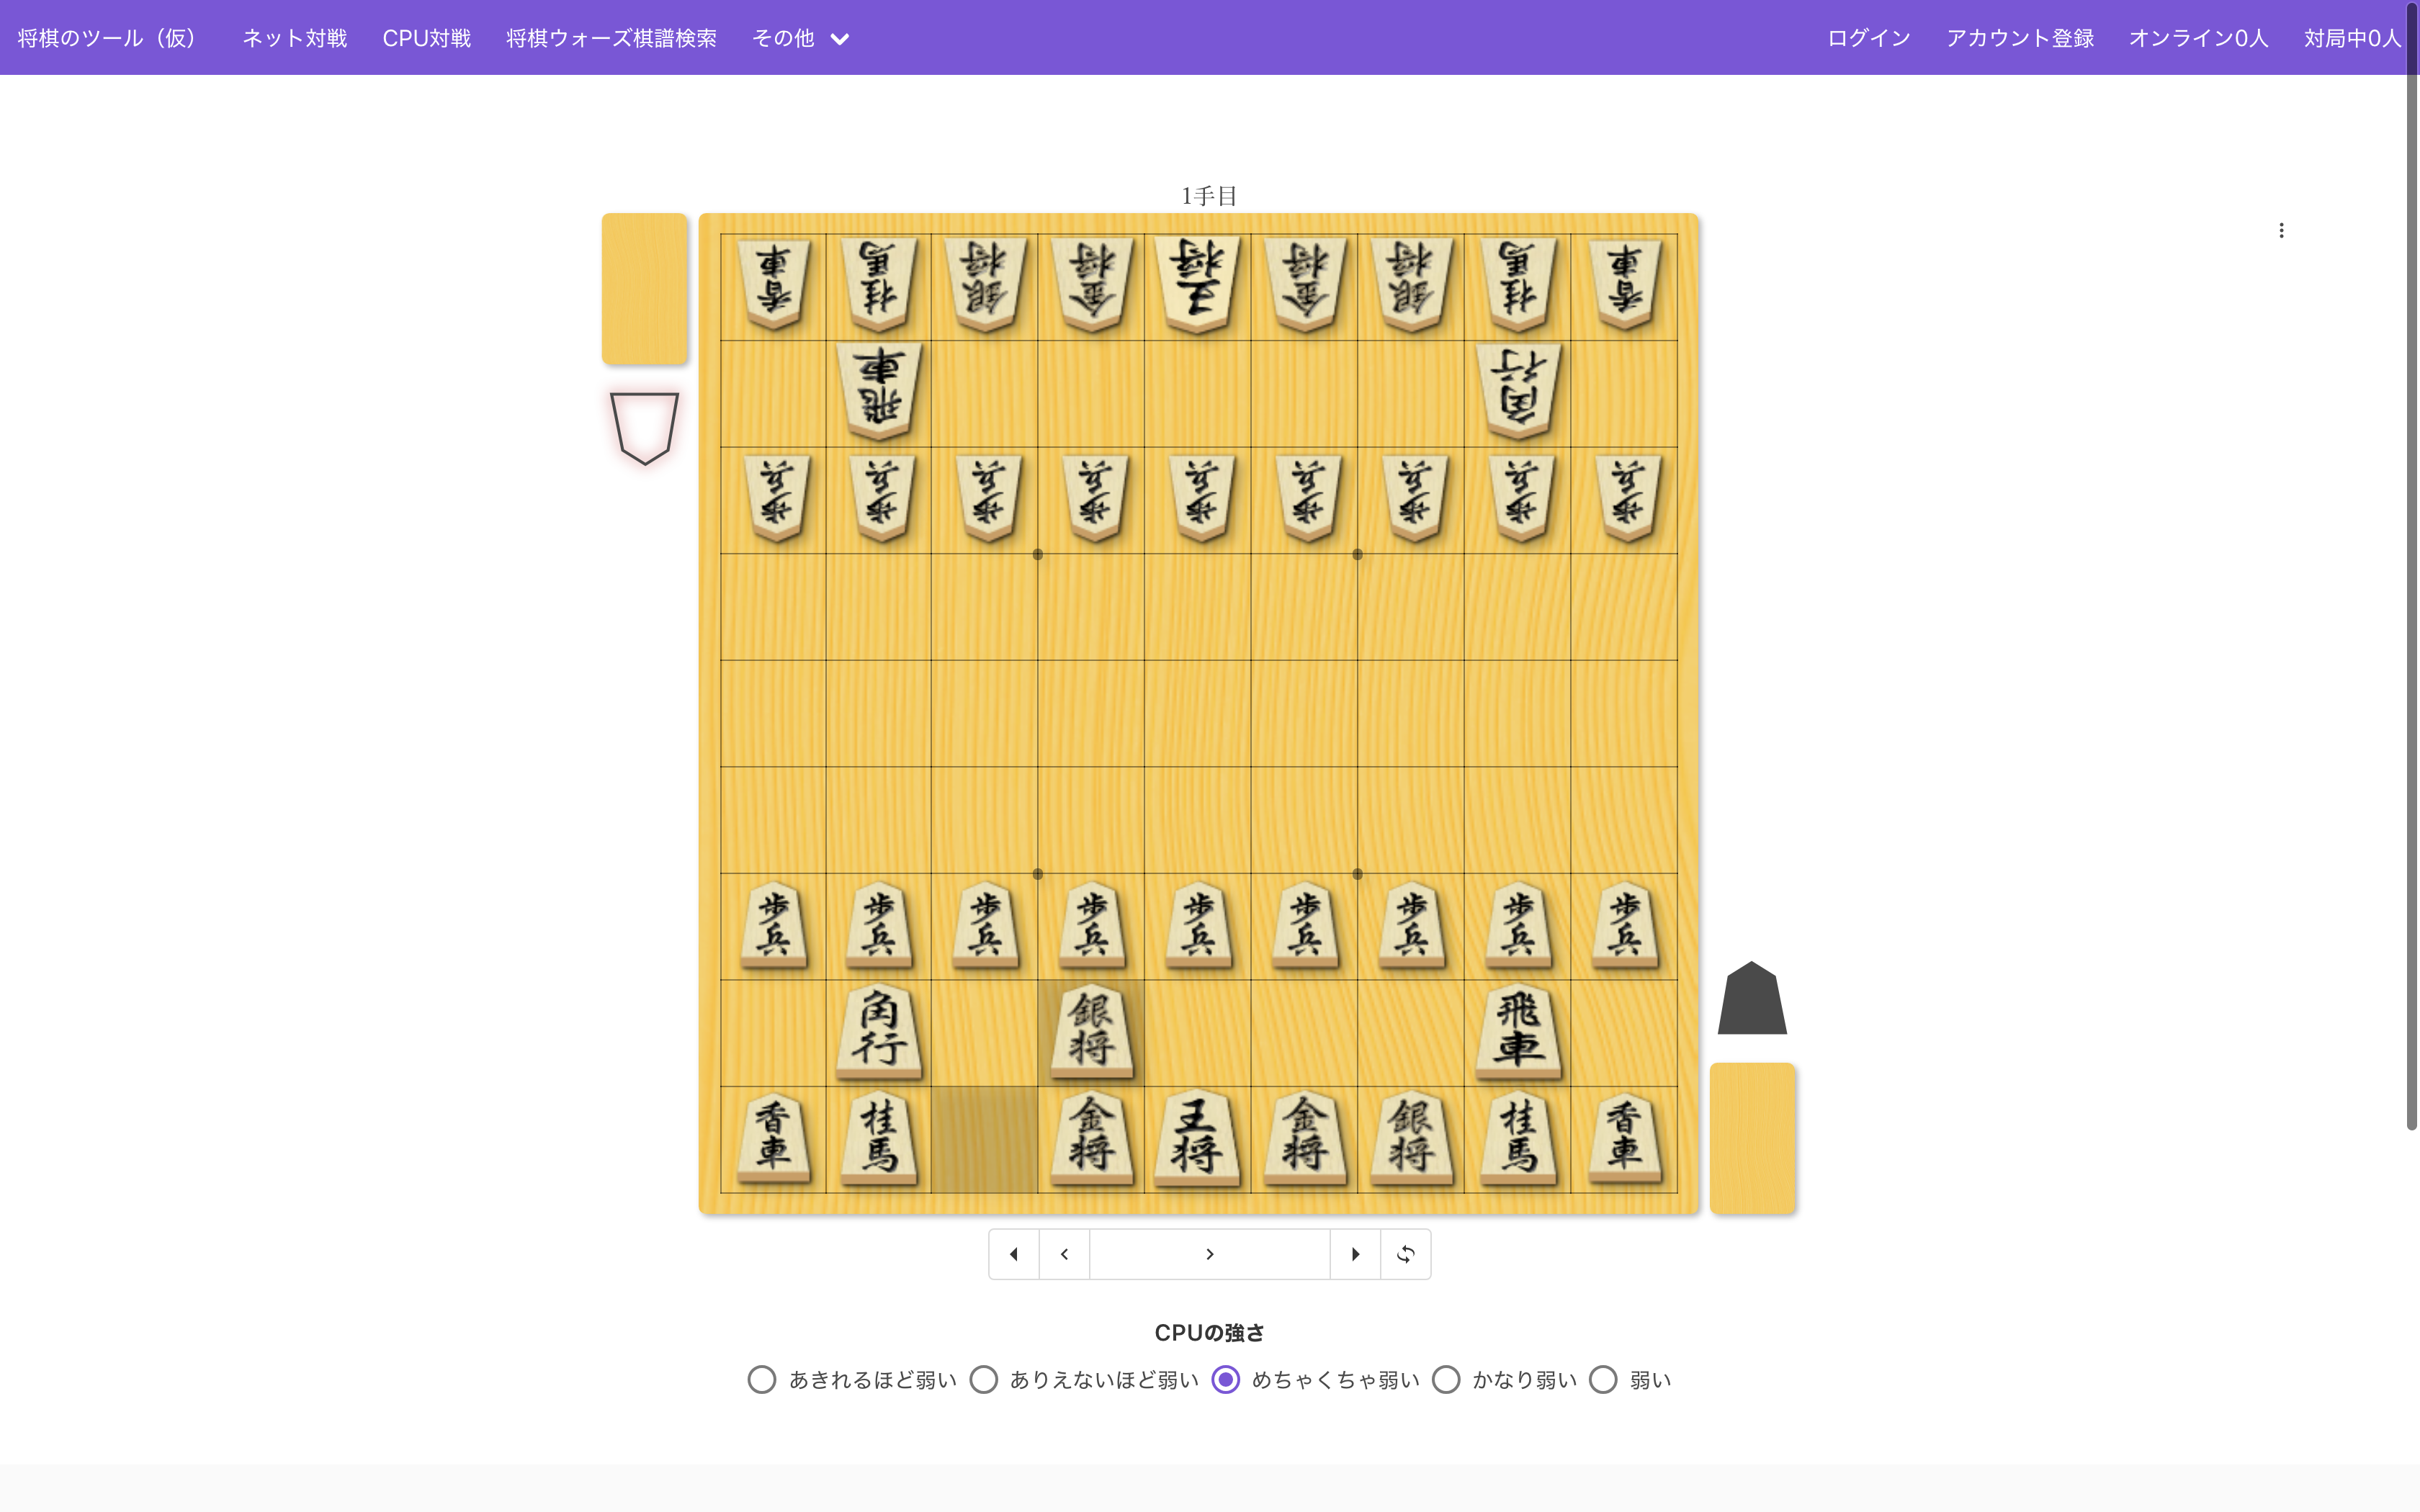 将棋のツール（仮） ネット対戦 CPU対戦 将棋ウォーズ棋譜検索 その他 ログイン アカウント登録 オンライン0人 対局中0人
1手目
香車 桂馬 銀将 金将 王将 金将 銀将 桂馬 香車
飛車 角行
歩兵 歩兵 歩兵 歩兵 歩兵 歩兵 歩兵 歩兵 歩兵
歩兵 歩兵 歩兵 歩兵 歩兵 歩兵 歩兵 歩兵 歩兵
角行 銀将 飛車
香車 桂馬 金将 王将 金将 銀将 桂馬 香車
CPUの強さ
あきれるほど弱い ありえないほど弱い めちゃくちゃ弱い かなり弱い 弱い